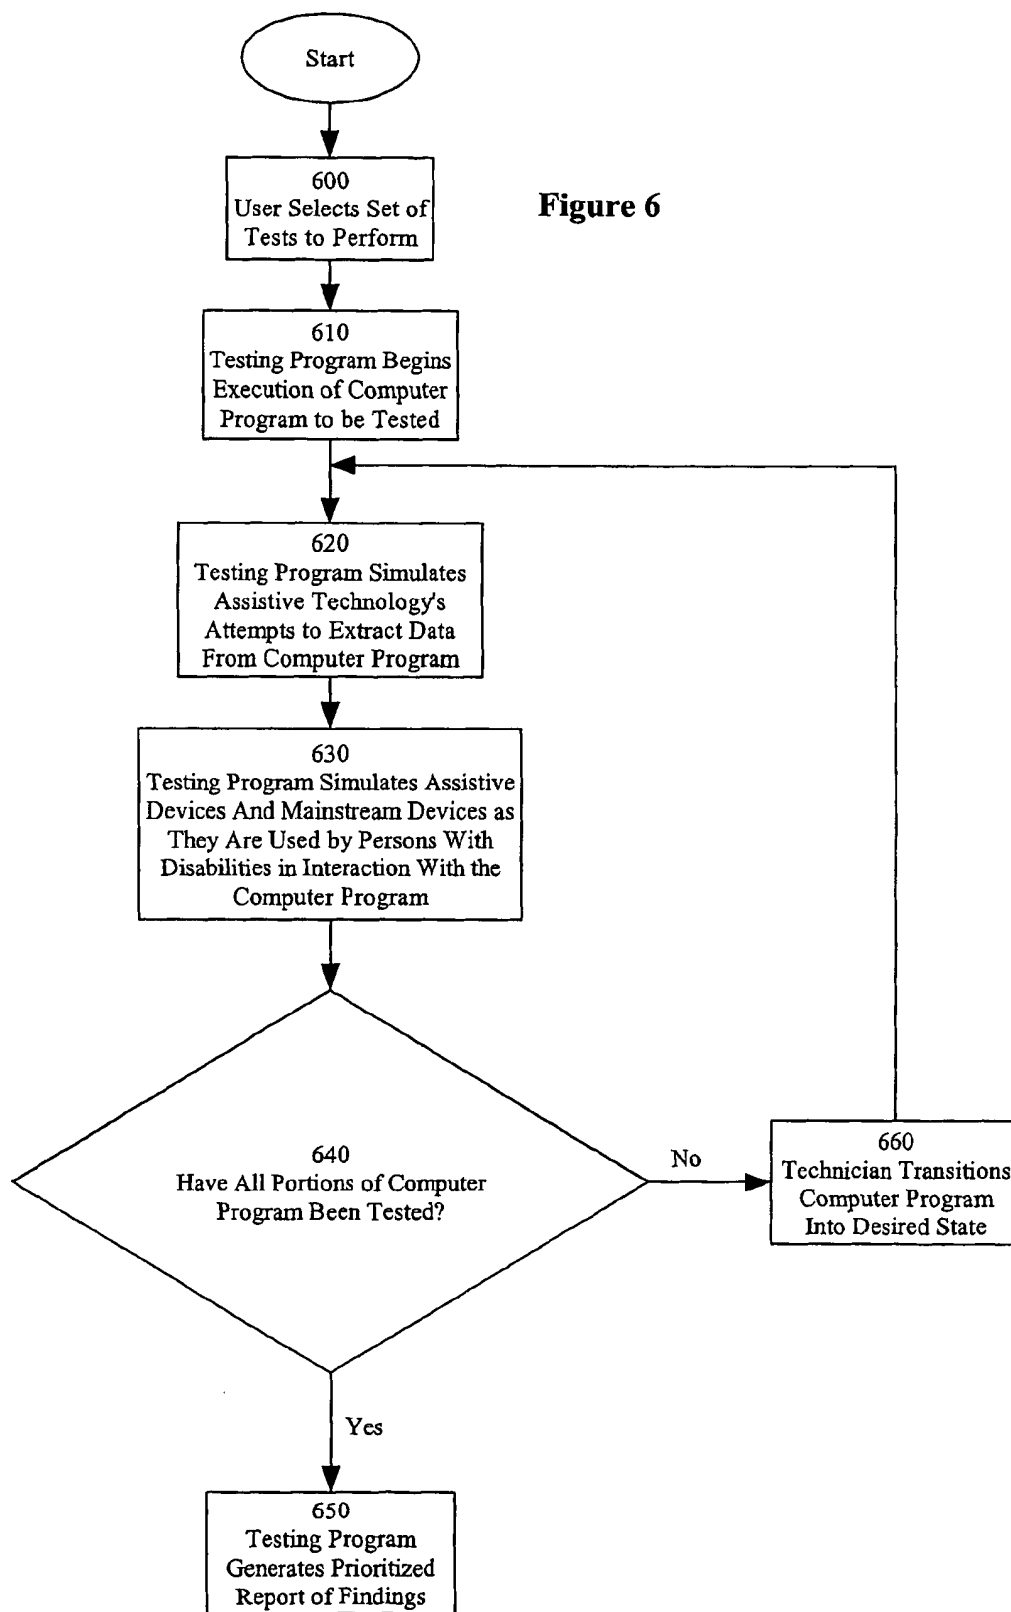 Start
600
User Selects Set of
Tests to Perform
Figure 6
610
Testing Program Begins
Execution of Computer
Program to be Tested
620
Testing Program Simulates
Assistive Technology's
Attempts to Extract Data
From Computer Program
630
Testing Program Simulates Assistive
Devices And Mainstream Devices as
They Are Used by Persons With
Disabilities in Interaction With the
Computer Program
640
Have All Portions of Computer
Program Been Tested?
No
660
Technician Transitions
Computer Program
Into Desired State
Yes
650
Testing Program
Generates Prioritized
Report of Findings